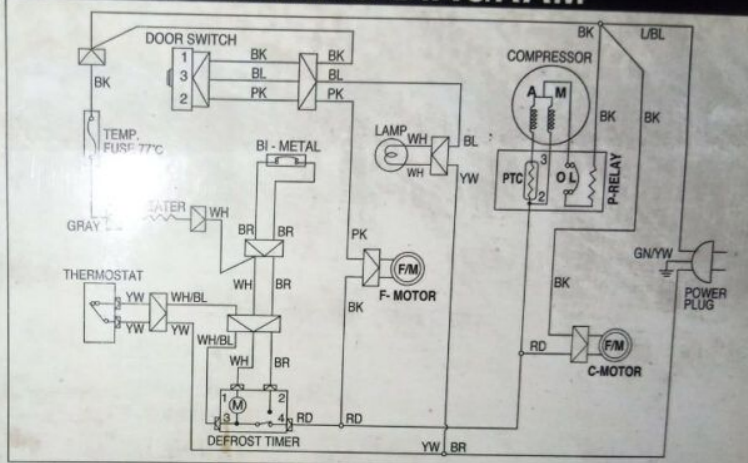 DOOR SWITCH
1
3
2
BK
BL
PK
BK
BL
PK
BK
TEMP.
FUSE 77°C
GRAY
WH
BI - METAL
BR
BR
WH
BR
LAMP
WH
WH
BL
YW
COMPRESSOR
A M
BK
L/BL
BK
BK
3
PTC
2
O L
P-RELAY
GN/YW
POWER
PLUG
THERMOSTAT
YW
YW
WH/BL
YW
WH/BL
WH
BR
PK
F/M
F- MOTOR
BK
BK
RD
F/M
C-MOTOR
1
M
2
3
4
RD
RD
DEFROST TIMER
YW
BR